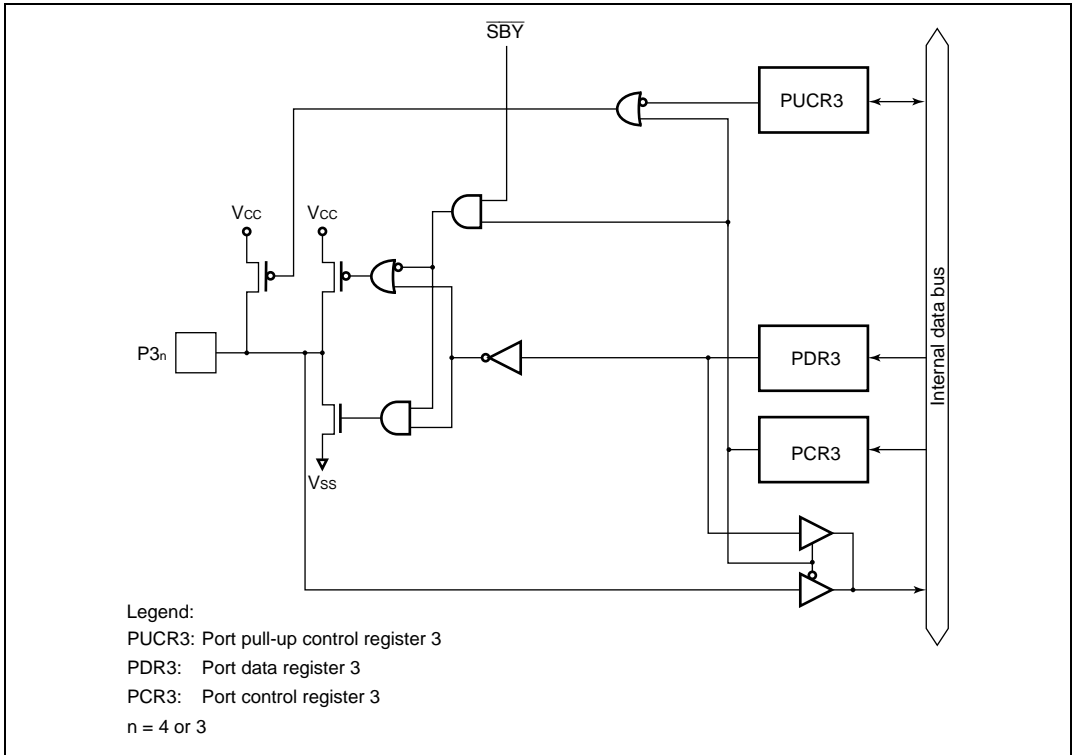 SBY
PUCR3
VCC
VCC
P3n
PDR3
PCR3
VSS
Internal data bus
Legend:
PUCR3: Port pull-up control register 3
PDR3: Port data register 3
PCR3: Port control register 3
n = 4 or 3